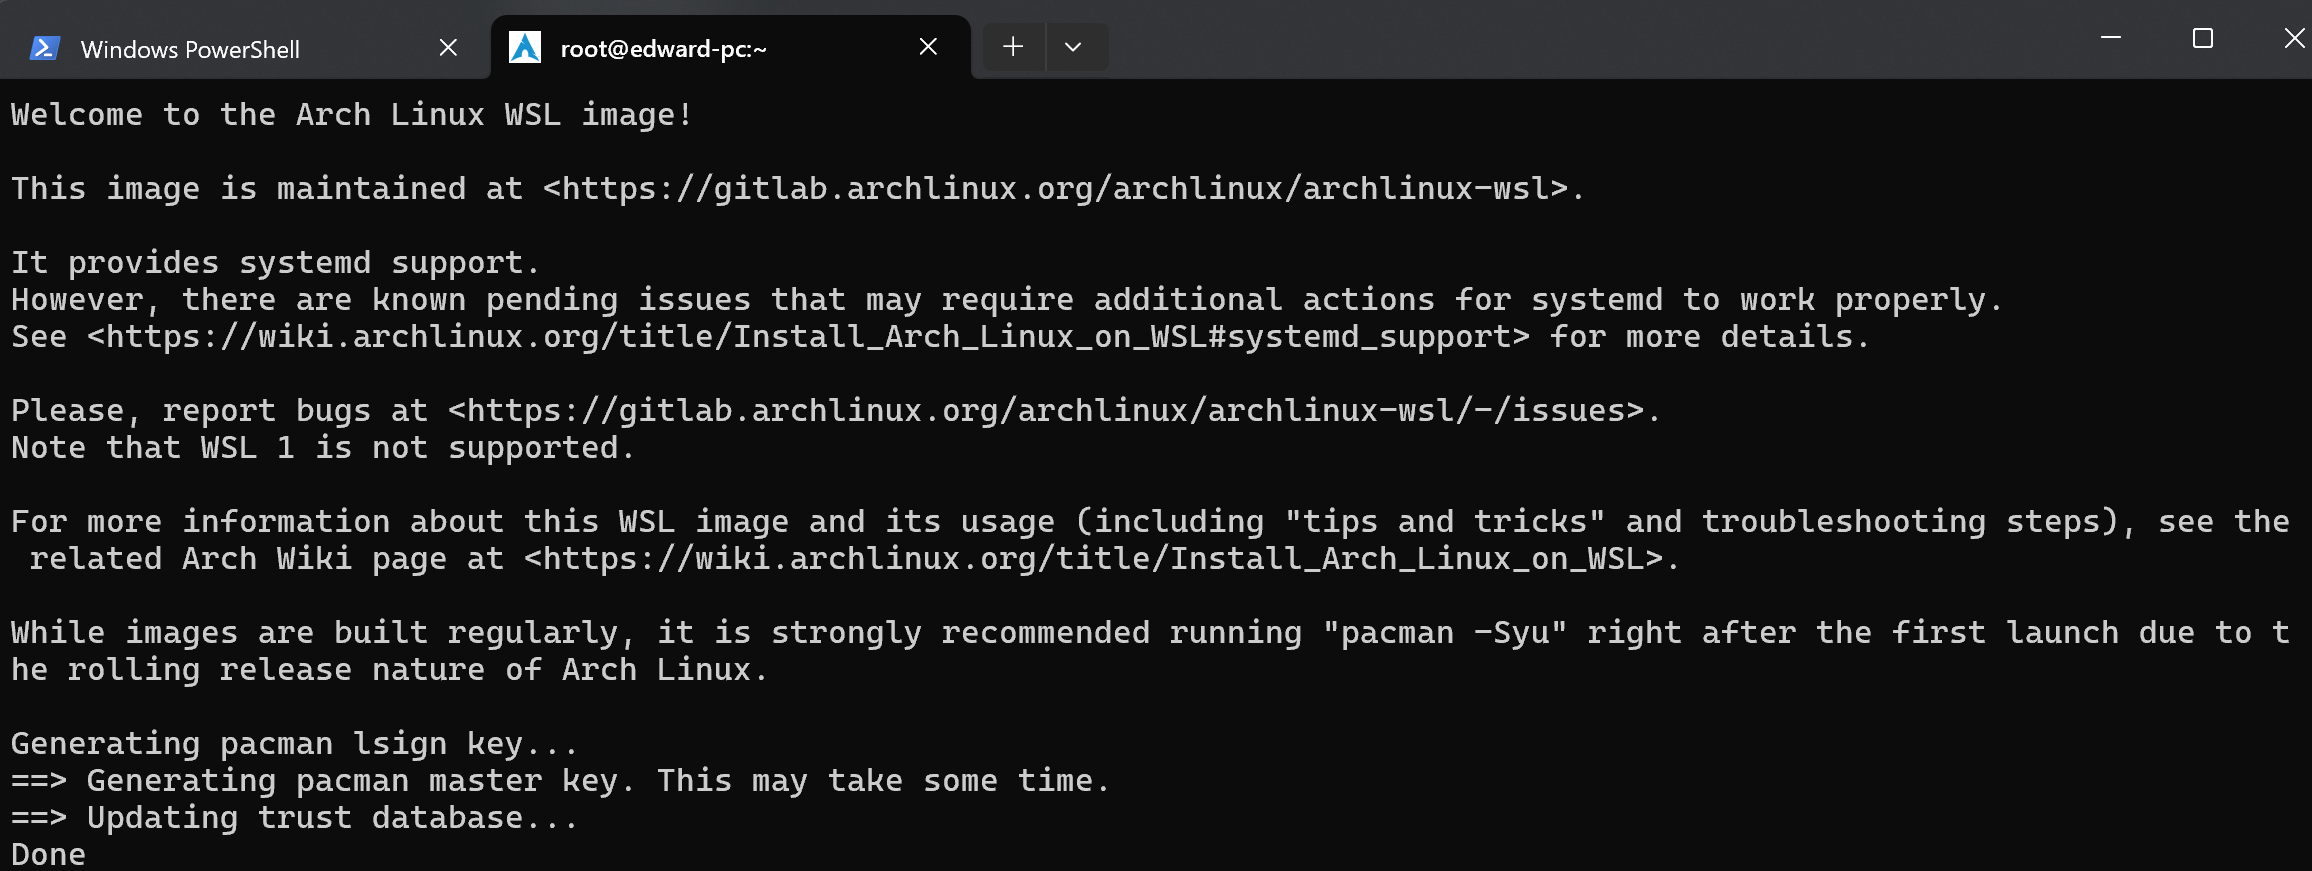 Windows PowerShell
root@edward-pc:~
Welcome to the Arch Linux WSL image!
This image is maintained at <https://gitlab.archlinux.org/archlinux/archlinux-wsl>.
It provides systemd support.
However, there are known pending issues that may require additional actions for systemd to work properly.
See <https://wiki.archlinux.org/title/Install_Arch_Linux_on_WSL#systemd_support> for more details.
Please, report bugs at <https://gitlab.archlinux.org/archlinux/archlinux-wsl/-/issues>.
Note that WSL 1 is not supported.
For more information about this WSL image and its usage (including "tips and tricks" and troubleshooting steps), see the
related Arch Wiki page at <https://wiki.archlinux.org/title/Install_Arch_Linux_on_WSL>.
While images are built regularly, it is strongly recommended running "pacman -Syu" right after the first launch due to t
he rolling release nature of Arch Linux.
Generating pacman lsign key...
==> Generating pacman master key. This may take some time.
==> Updating trust database...
Done